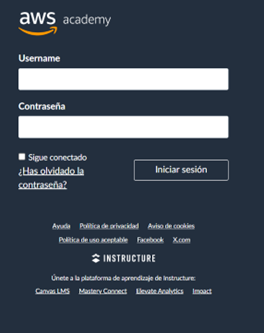 aws academy
Username
Contraseña
Sigue conectado
¿Has olvidado la
contraseña?
Iniciar sesión
Ayuda Política de privacidad Aviso de cookies
Política de uso aceptable Facebook X.com
INSTRUCTURE
Únete a la plataforma de aprendizaje de Instructure:
Canvas LMS Mastery Connect Elevate Analytics Impact